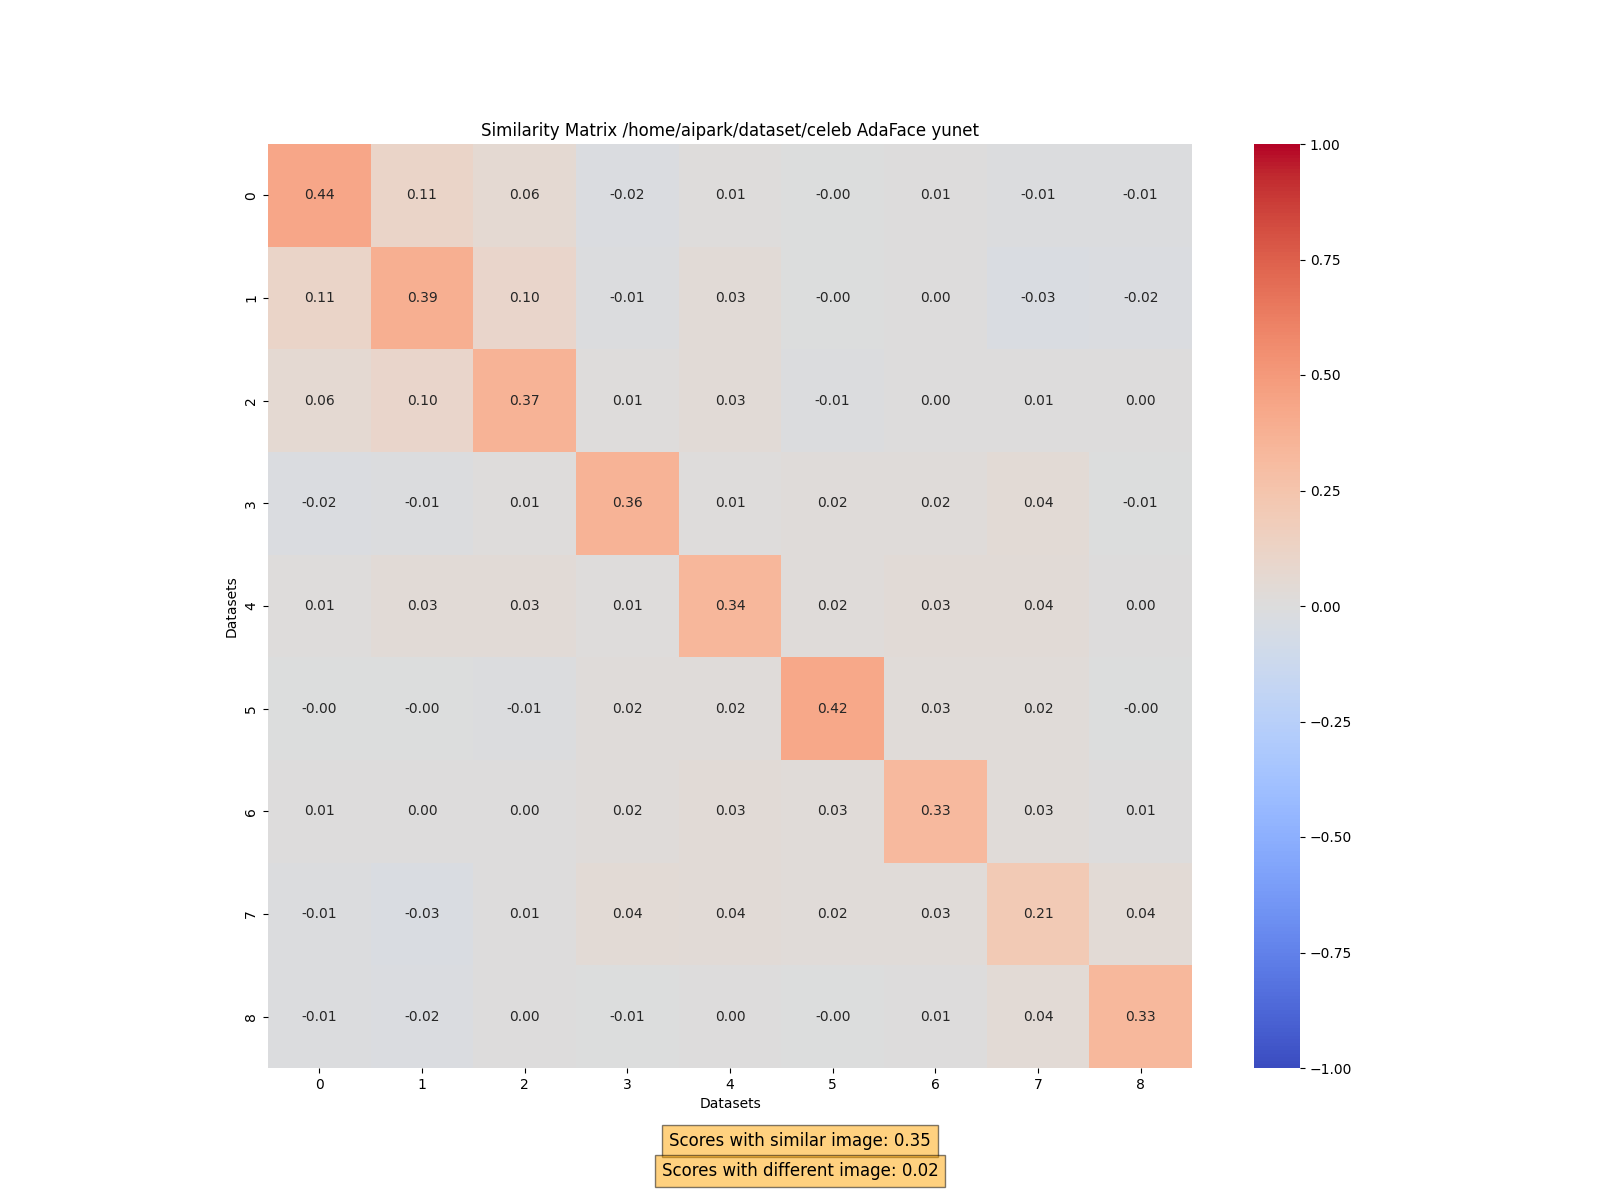 Similarity Matrix /home/aipark/dataset/celeb AdaFace yunet
0 0.44 0.11 0.06 -0.02 0.01 -0.00 0.01 -0.01 -0.01
1 0.11 0.39 0.10 -0.01 0.03 -0.00 0.00 -0.03 -0.02
2 0.06 0.10 0.37 0.01 0.03 -0.01 0.00 0.01 0.00
3 -0.02 -0.01 0.01 0.36 0.01 0.02 0.02 0.04 -0.01
4 0.01 0.03 0.03 0.01 0.34 0.02 0.03 0.04 0.00
5 -0.00 -0.00 -0.01 0.02 0.02 0.42 0.03 0.02 -0.00
6 0.01 0.00 0.00 0.02 0.03 0.03 0.33 0.03 0.01
7 -0.01 -0.03 0.01 0.04 0.04 0.02 0.03 0.21 0.04
8 -0.01 -0.02 0.00 -0.01 0.00 -0.00 0.01 0.04 0.33
0 1 2 3 4 5 6 7 8
Datasets
Datasets
1.00
0.75
0.50
0.25
0.00
−0.25
−0.50
−0.75
−1.00
Scores with similar image: 0.35
Scores with different image: 0.02